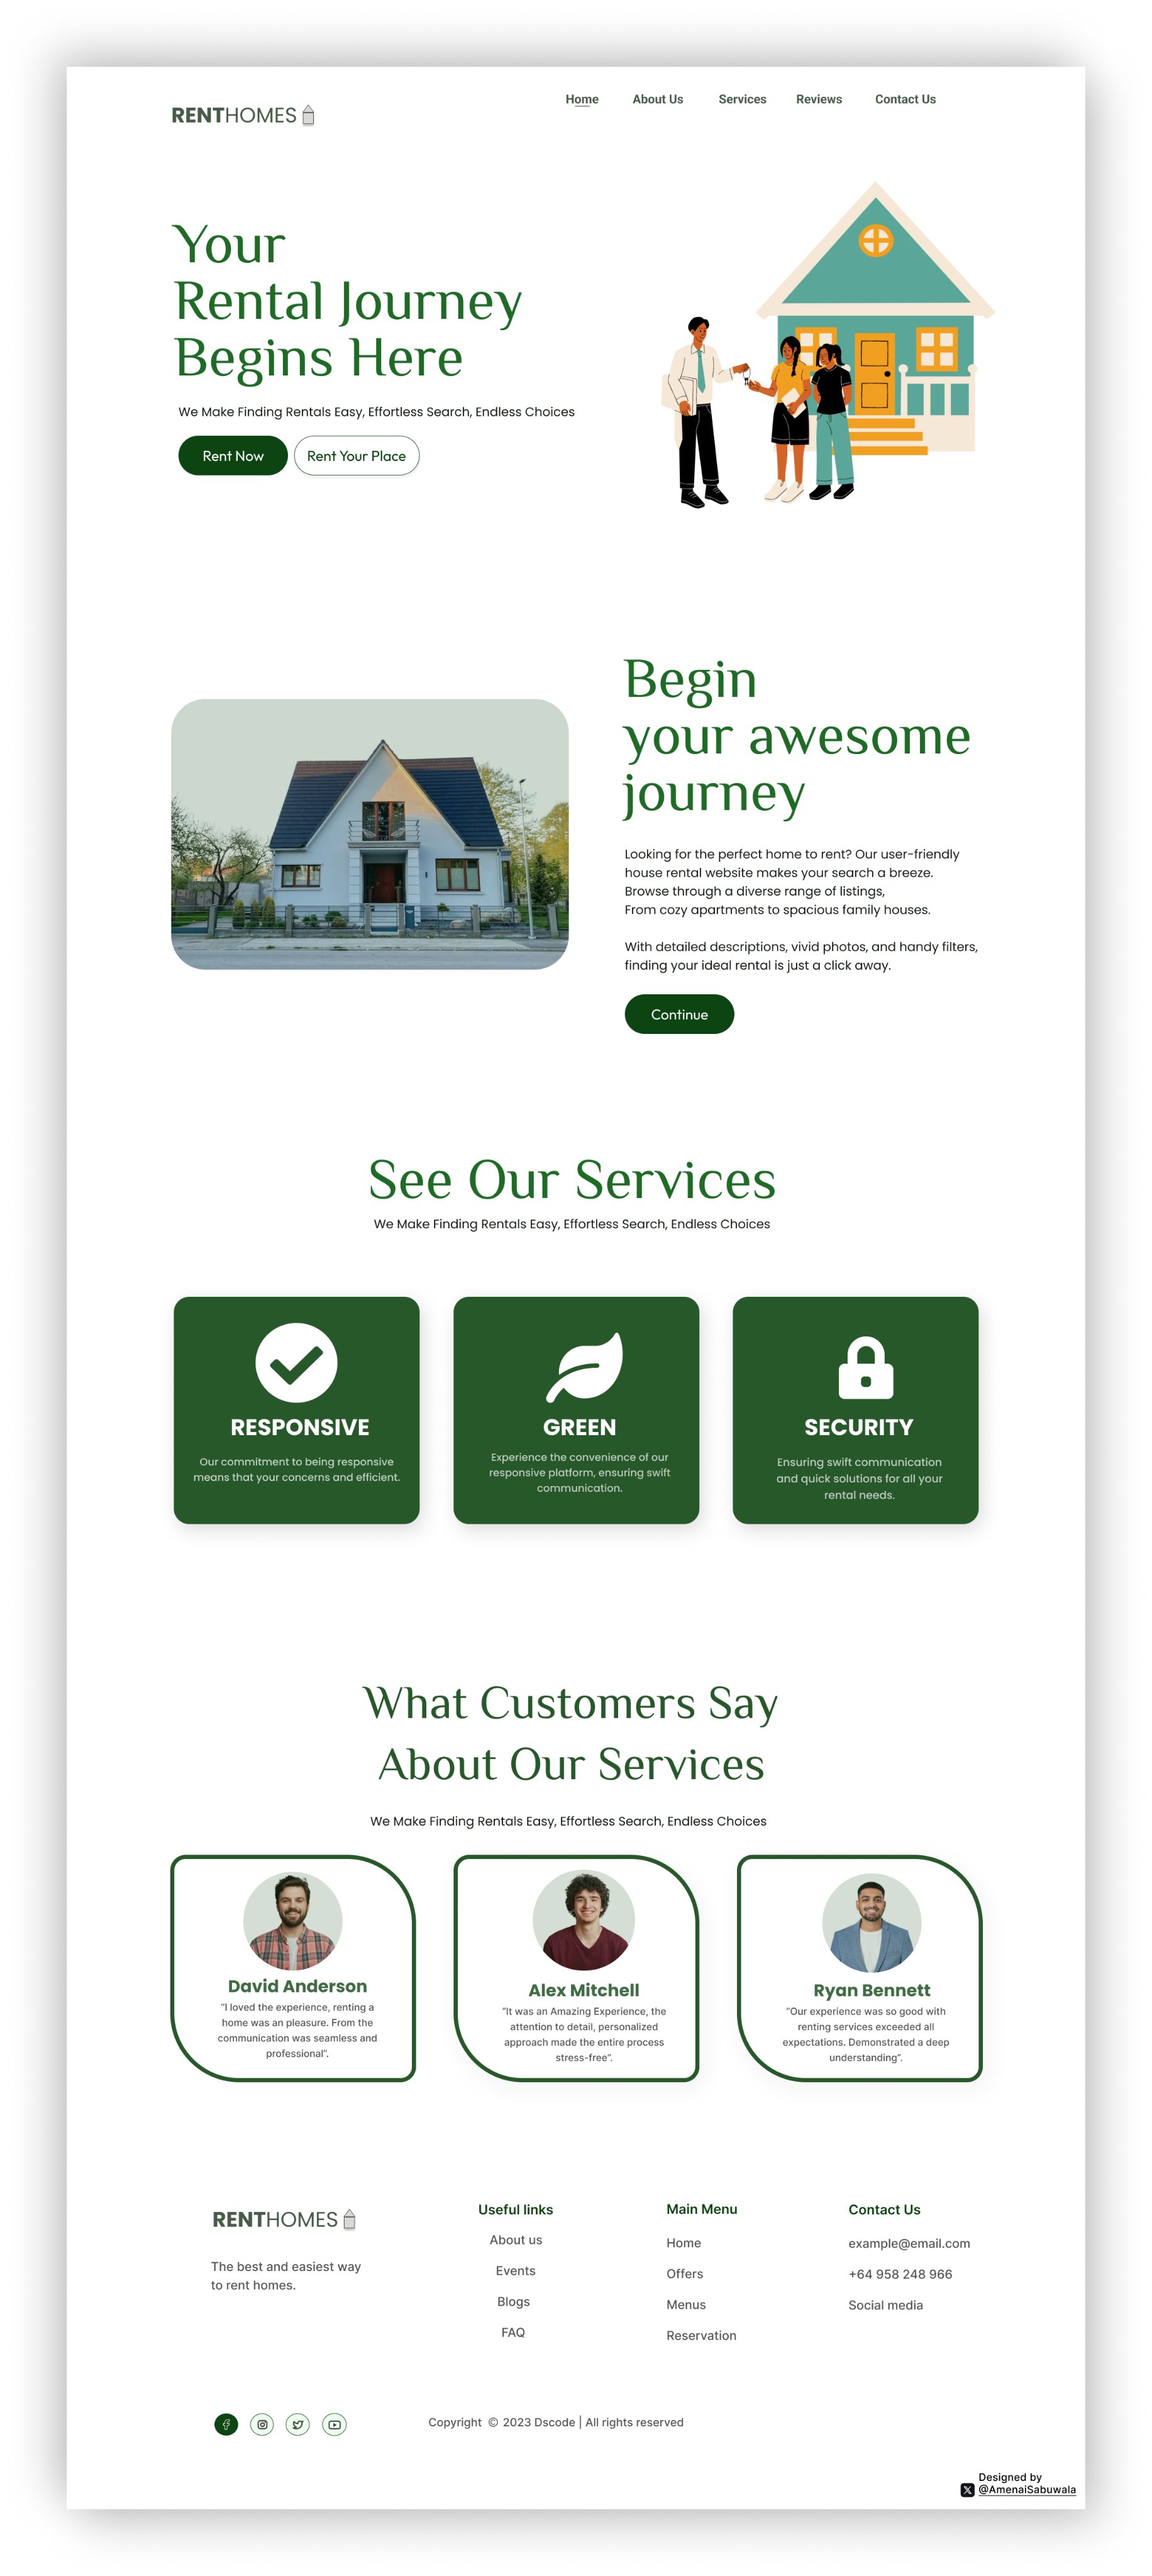 RENTHOMES
Home
About Us
Services
Reviews
Contact Us
Your
Rental Journey
Begins Here
We Make Finding Rentals Easy, Effortless Search, Endless Choices
Rent Now
Rent Your Place
Begin
your awesome
journey
Looking for the perfect home to rent? Our user-friendly
house rental website makes your search a breeze.
Browse through a diverse range of listings,
From cozy apartments to spacious family houses.
With detailed descriptions, vivid photos, and handy filters,
finding your ideal rental is just a click away.
Continue
See Our Services
We Make Finding Rentals Easy, Effortless Search, Endless Choices
RESPONSIVE
Our commitment to being responsive
means that your concerns and efficient.
GREEN
Experience the convenience of our
responsive platform, ensuring swift
communication.
SECURITY
Ensuring swift communication
and quick solutions for all your
rental needs.
What Customers Say
About Our Services
We Make Finding Rentals Easy, Effortless Search, Endless Choices
David Anderson
“I loved the experience, renting a
home was an pleasure. From the
communication was seamless and
professional”.
Alex Mitchell
“It was an Amazing Experience, the
attention to detail, personalized
approach made the entire process
stress-free”.
Ryan Bennett
“Our experience was so good with
renting services exceeded all
expectations. Demonstrated a deep
understanding”.
RENTHOMES
The best and easiest way
to rent homes.
Useful links
About us
Events
Blogs
FAQ
Main Menu
Home
Offers
Menus
Reservation
Contact Us
example@email.com
+64 958 248 966
Social media
Copyright © 2023 Dscode | All rights reserved
Designed by
@AmenaiSabuwala